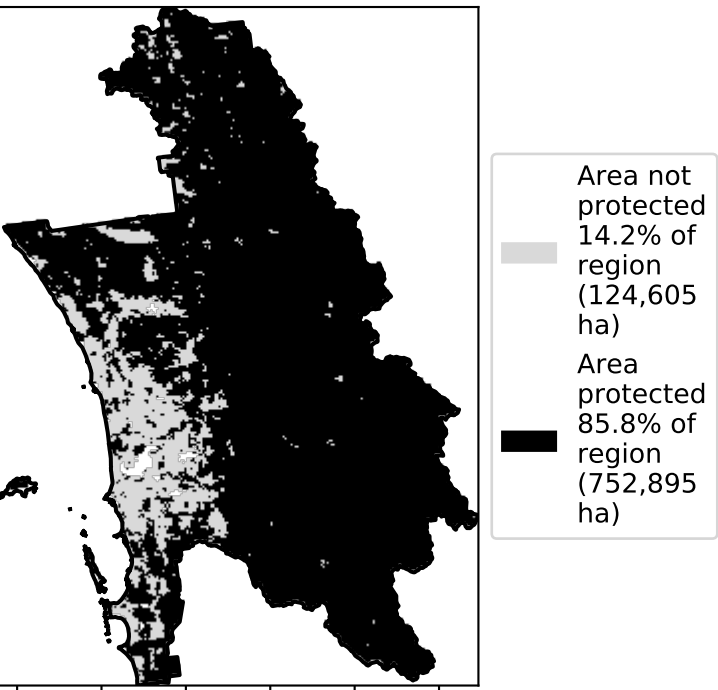 Area not
protected
14.2% of
region
(124,605
ha)
Area
protected
85.8% of
region
(752,895
ha)